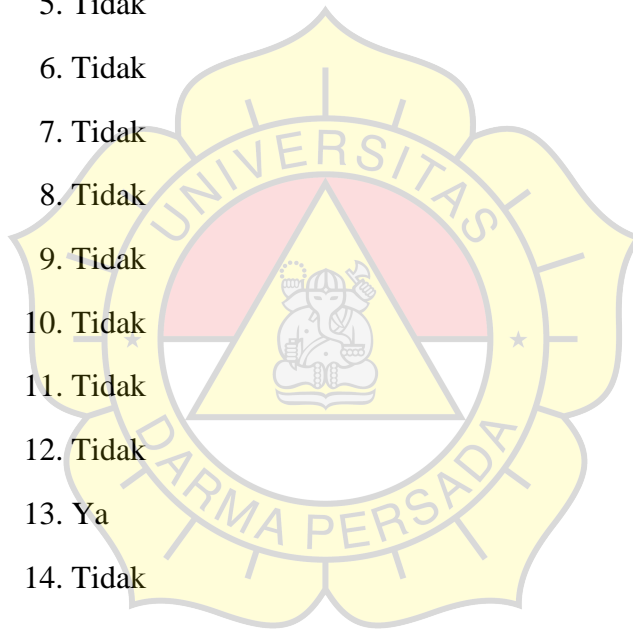 5. Tidak
6. Tidak
7. Tidak
8. Tidak
9. Tidak
10. Tidak
11. Tidak
12. Tidak
13. Ya
14. Tidak
UNIVERSITAS
DARMA PERSADA